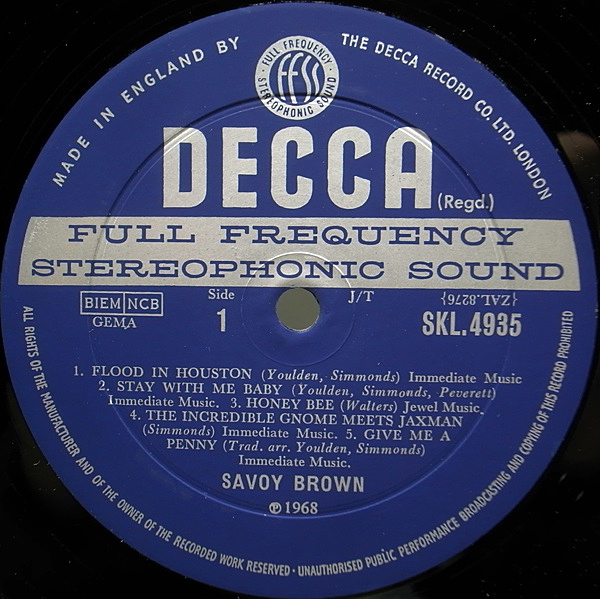 MADE IN ENGLAND BY
THE DECCA RECORD CO. LTD. LONDON
FULL FREQUENCY
ffss
STEREOPHONIC SOUND
DECCA
(Regd.)
FULL FREQUENCY
STEREOPHONIC SOUND
BIEM NCB
GEMA
Side
1
J/T
{ZAL.8276}
SKL.4935
1. FLOOD IN HOUSTON (Youlden, Simmonds) Immediate Music
2. STAY WITH ME BABY (Youlden, Simmonds, Peverett)
Immediate Music. 3. HONEY BEE (Walters) Jewel Music.
4. THE INCREDIBLE GNOME MEETS JAXMAN
(Simmonds) Immediate Music. 5. GIVE ME A
PENNY (Trad. arr. Youlden, Simmonds)
Immediate Music.
SAVOY BROWN
℗1968
ALL RIGHTS OF THE MANUFACTURER AND OF THE OWNER OF THE RECORDED WORK RESERVED · UNAUTHORISED PUBLIC PERFORMANCE BROADCASTING AND COPYING OF THIS RECORD PROHIBITED